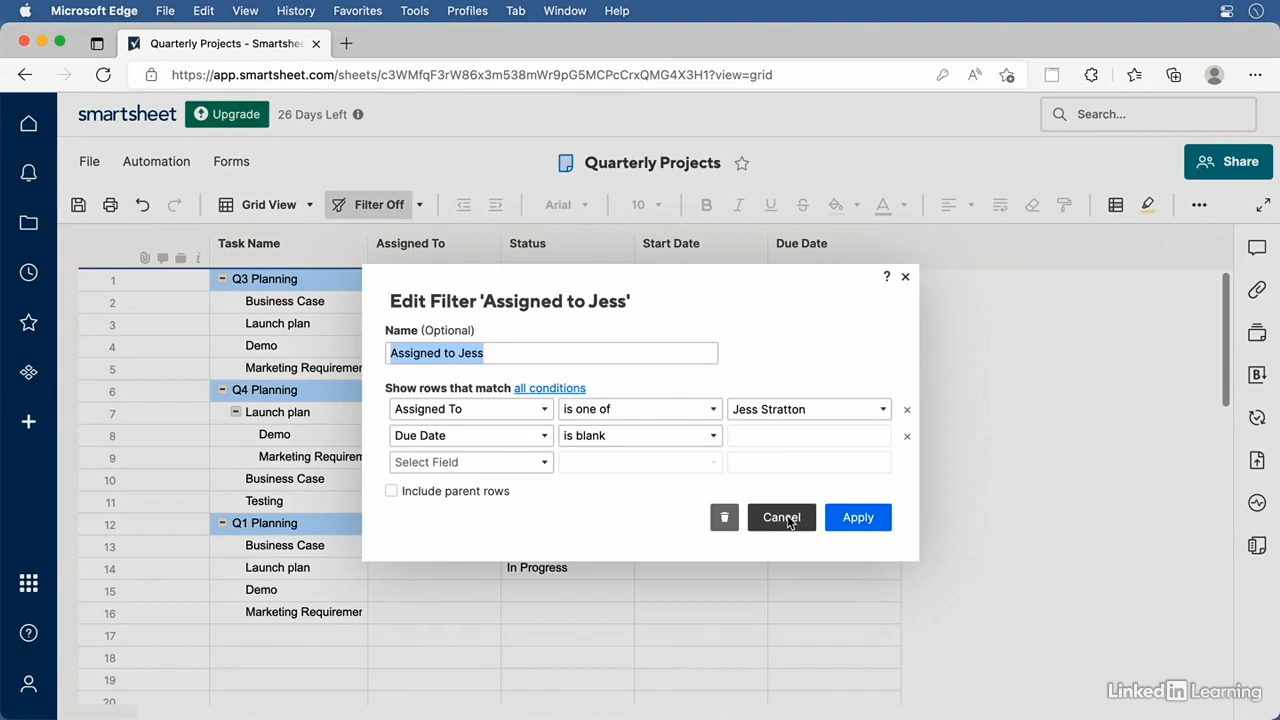 Microsoft Edge File Edit View History Favorites Tools Profiles Tab Window Help
Quarterly Projects - Smartshe
https://app.smartsheet.com/sheets/c3WMfqF3rW86x3m538mWr9pG5MCPcCrxQMG4X3H1?view=grid
smartsheet Upgrade 26 Days Left Search...
File Automation Forms Quarterly Projects Share
Grid View Filter Off Arial 10
Task Name Assigned To Status Start Date Due Date
1 Q3 Planning
2 Business Case
3 Launch plan
4 Demo
5 Marketing Requirem
6 Q4 Planning
7 Launch plan
8 Demo
9 Marketing Requirem
10 Business Case
11 Testing
12 Q1 Planning
13 Business Case
14 Launch plan In Progress
15 Demo
16 Marketing Requiremer
17
18
19
20
?
Edit Filter 'Assigned to Jess'
Name (Optional)
Assigned to Jess
Show rows that match all conditions
Assigned To is one of Jess Stratton
Due Date is blank
Select Field
Include parent rows
Cancel Apply
LinkedIn Learning